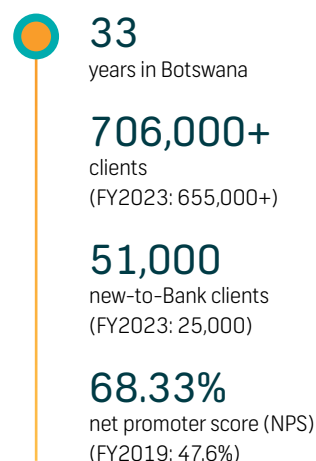 33
years in Botswana
706,000+
clients
(FY2023: 655,000+)
51,000
new-to-Bank clients
(FY2023: 25,000)
68.33%
net promoter score (NPS)
(FY2019: 47.6%)